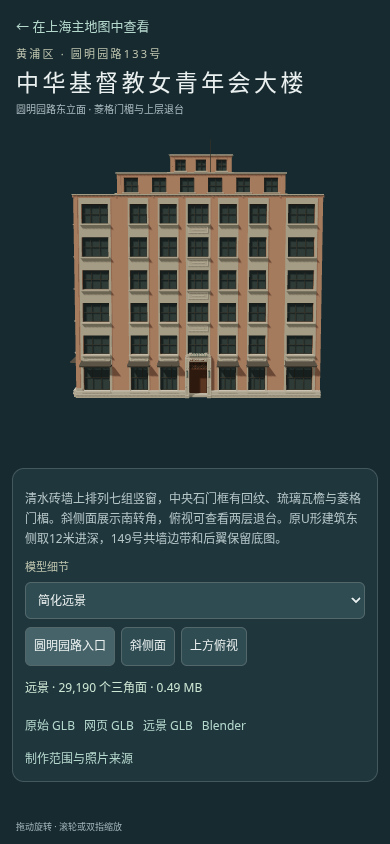 ← 在上海主地图中查看
黄浦区 · 圆明园路133号
中华基督教女青年会大楼
圆明园路东立面 · 菱格门楣与上层退台
清水砖墙上排列七组竖窗，中央石门框有回纹、琉璃瓦檐与菱格
门楣。斜侧面展示南转角，俯视可查看两层退台。原U形建筑东
侧取12米进深，149号共墙边带和后翼保留底图。
模型细节
简化远景
圆明园路入口 斜侧面 上方俯视
远景 · 29,190 个三角面 · 0.49 MB
原始 GLB 网页 GLB 远景 GLB Blender
制作范围与照片来源
拖动旋转 · 滚轮或双指缩放